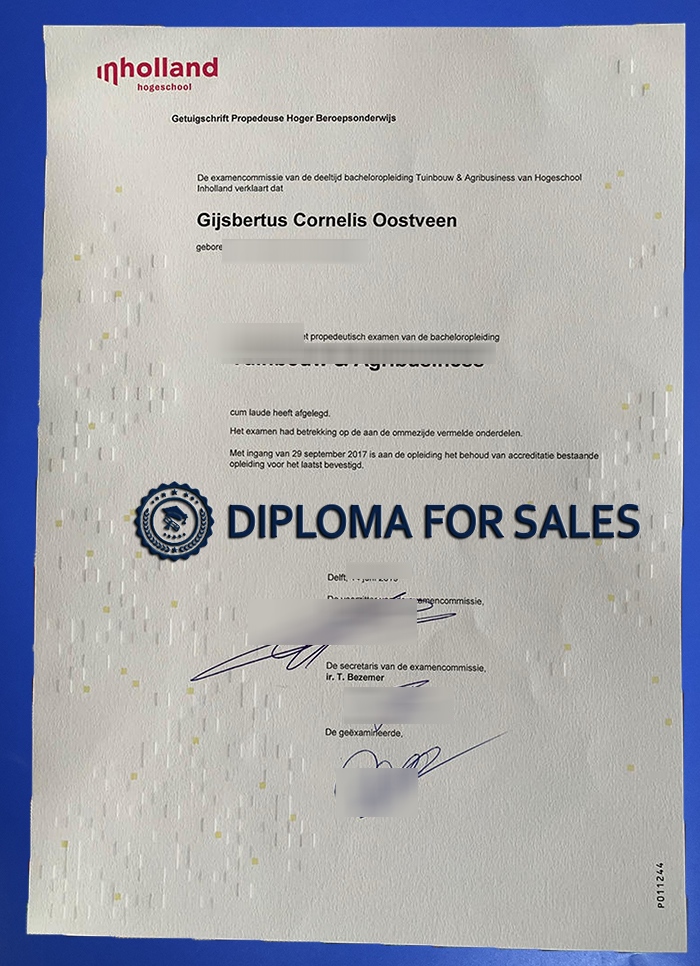 inholland
hogeschool
Getuigschrift Propedeuse Hoger Beroepsonderwijs
De examencommissie van de deeltijd bacheloropleiding Tuinbouw & Agribusiness van Hogeschool
Inholland verklaart dat
Gijsbertus Cornelis Oostveen
propedeutisch examen van de bacheloropleiding
& Agribusiness
cum laude heeft afgelegd.
Het examen had betrekking op de aan de ommezijde vermelde onderdelen.
Met ingang van 29 september 2017 is aan de opleiding het behoud van accreditatie bestaande
opleiding voor het laatst bevestigd.
DIPLOMA FOR SALES
Delft,
De secretaris van de examencommissie,
ir. T. Bezemer
De geëxamineerde,
P011244